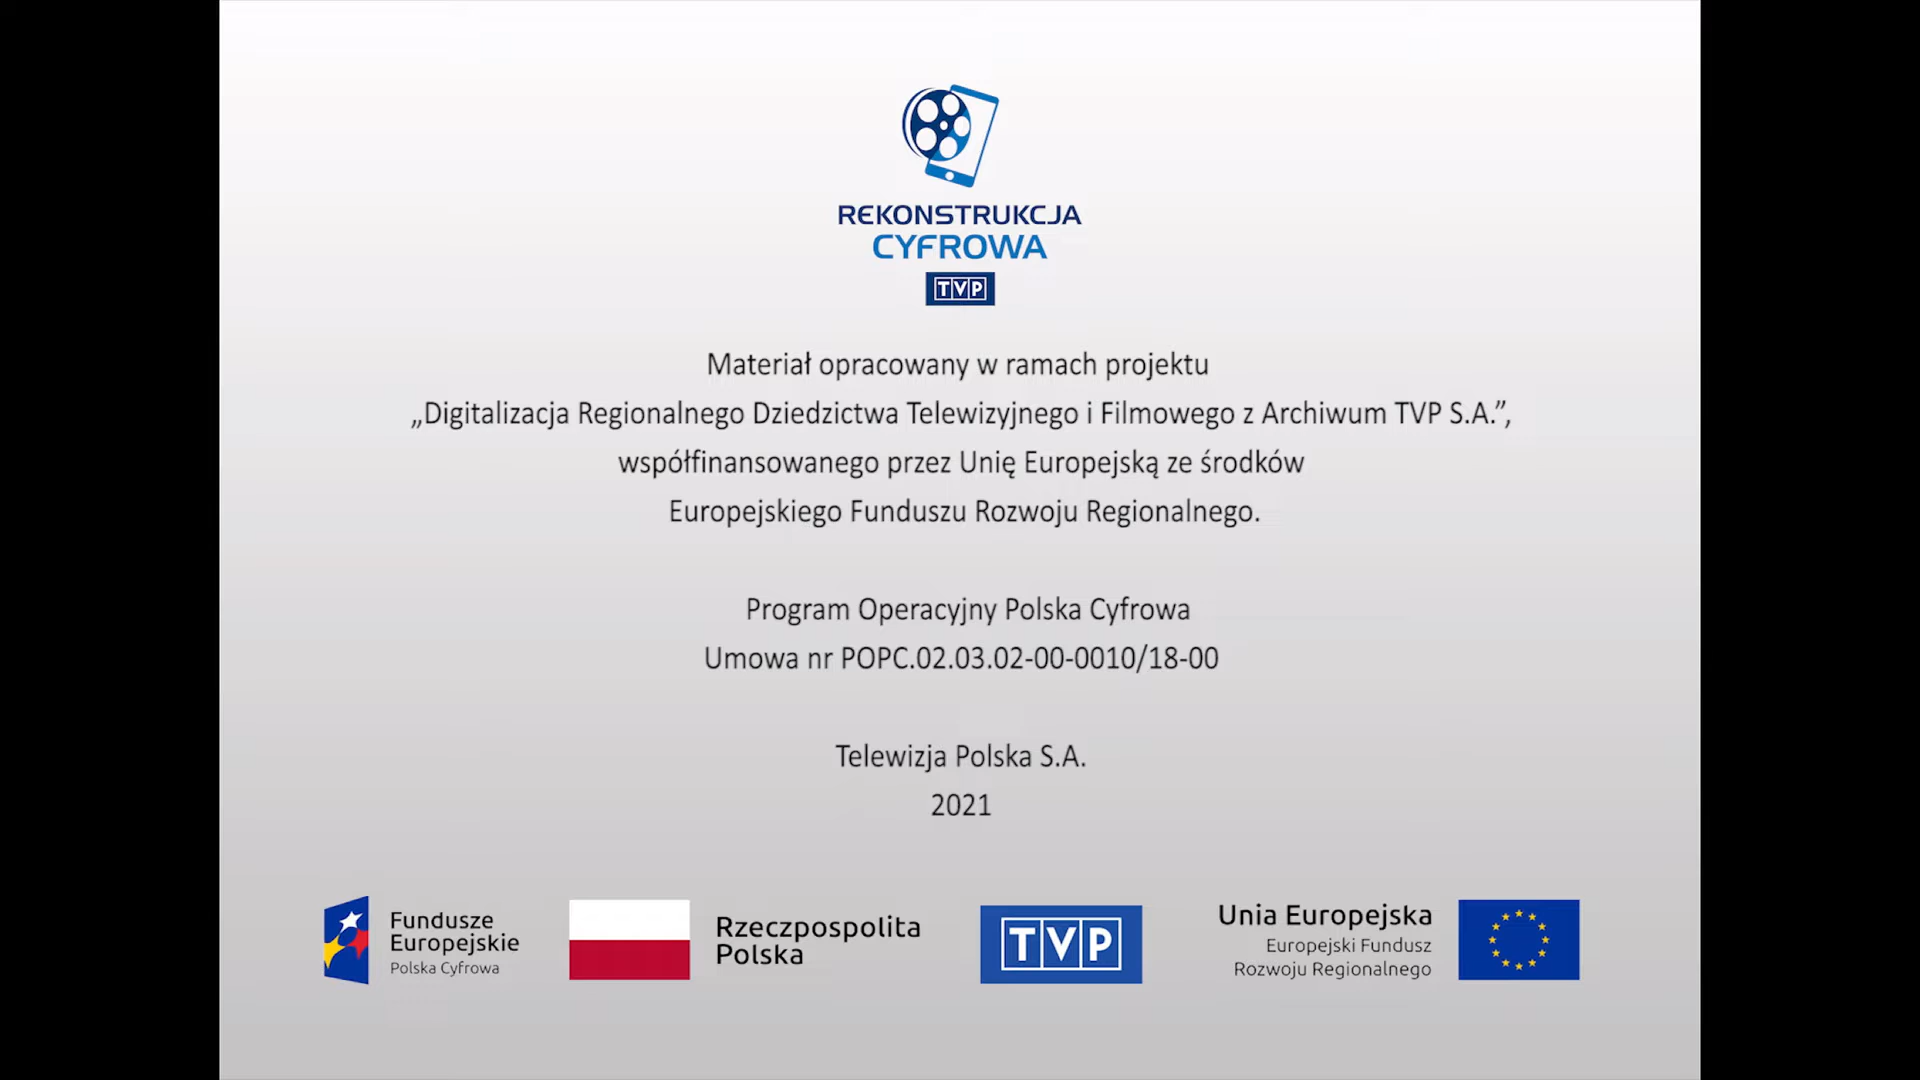 REKONSTRUKCJA
CYFROWA
TVP
Materiał opracowany w ramach projektu
„Digitalizacja Regionalnego Dziedzictwa Telewizyjnego i Filmowego z Archiwum TVP S.A.”,
współfinansowanego przez Unię Europejską ze środków
Europejskiego Funduszu Rozwoju Regionalnego.
Program Operacyjny Polska Cyfrowa
Umowa nr POPC.02.03.02-00-0010/18-00
Telewizja Polska S.A.
2021
Fundusze
Europejskie
Polska Cyfrowa
Rzeczpospolita
Polska
TVP
Unia Europejska
Europejski Fundusz
Rozwoju Regionalnego